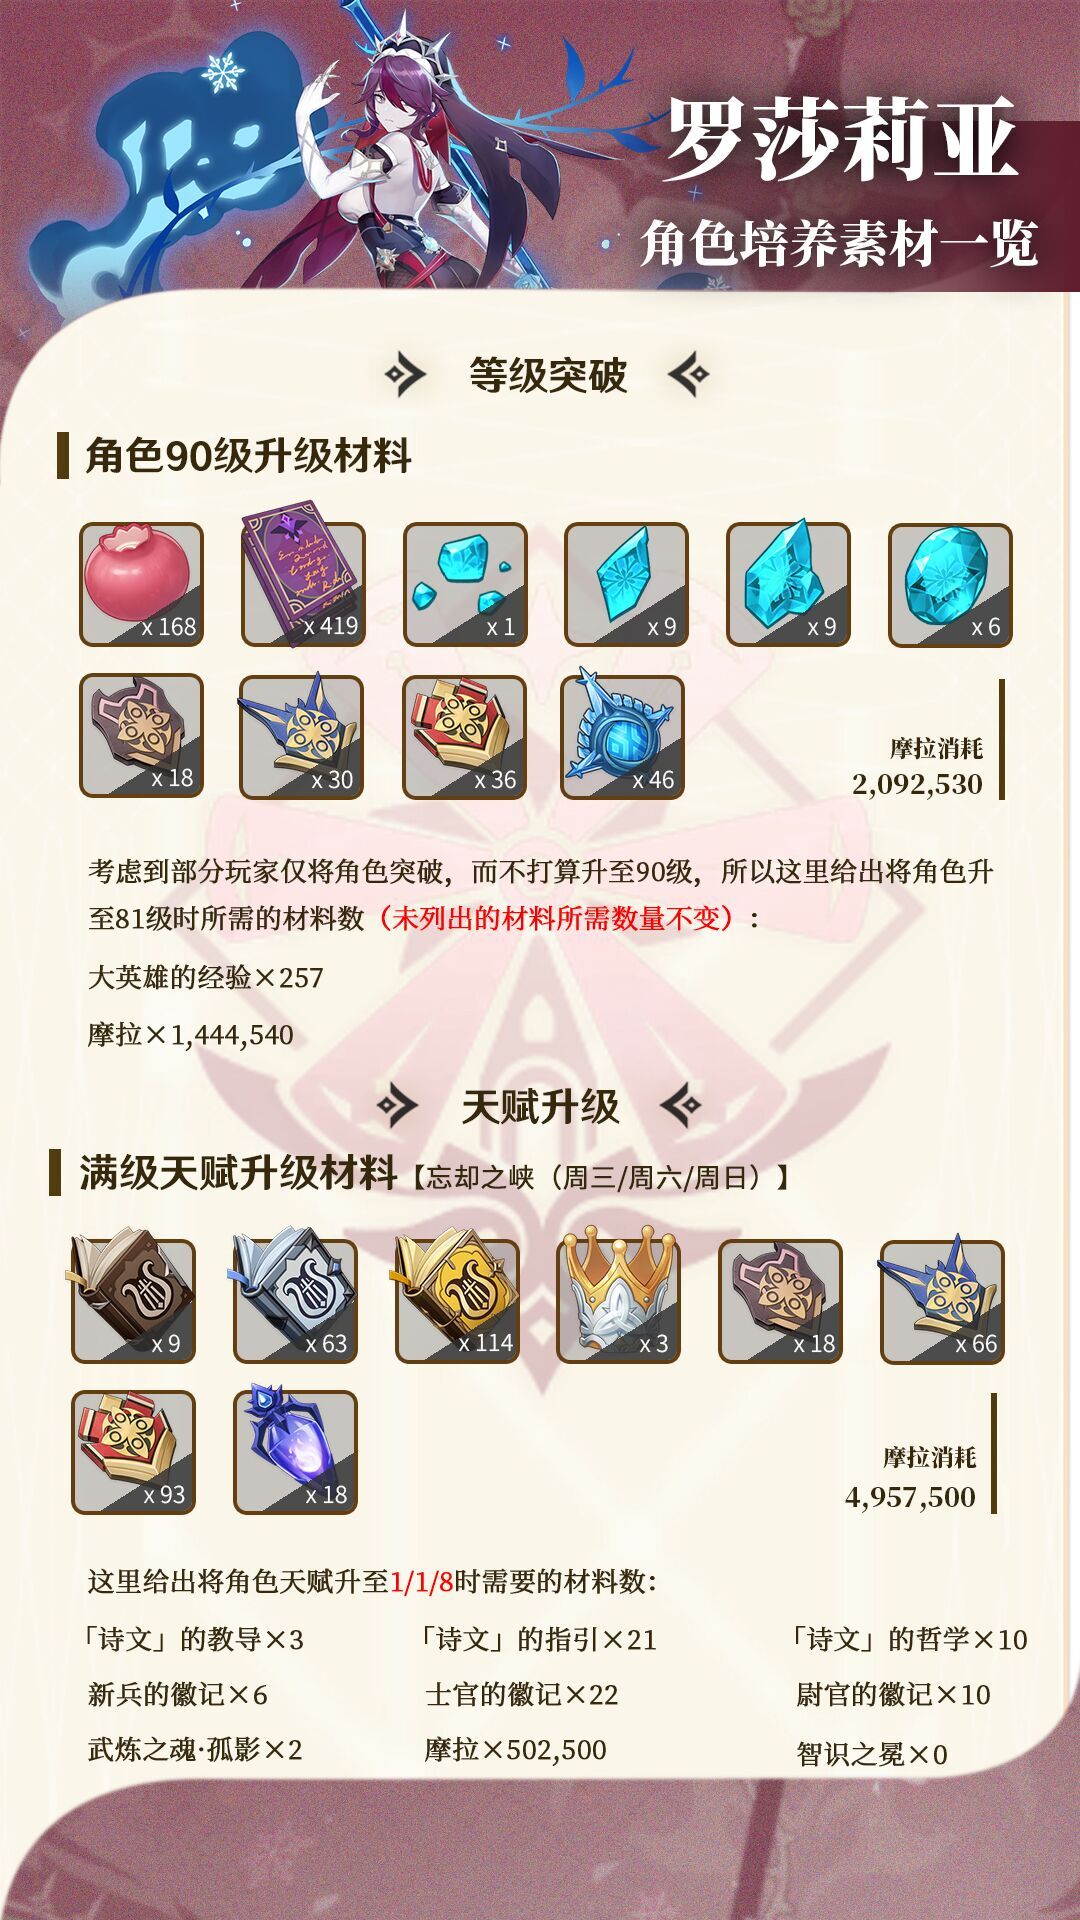 罗莎莉亚
角色培养素材一览
等级突破
角色90级升级材料
x 168
x 419
x 1
x 9
x 9
x 6
x 18
x 30
x 36
x 46
摩拉消耗
2,092,530
考虑到部分玩家仅将角色突破，而不打算升至90级，所以这里给出将角色升
至81级时所需的材料数（未列出的材料所需数量不变）：
大英雄的经验×257
摩拉×1,444,540
天赋升级
满级天赋升级材料【忘却之峡（周三/周六/周日）】
x 9
x 63
x 114
x 3
x 18
x 66
x 93
x 18
摩拉消耗
4,957,500
这里给出将角色天赋升至1/1/8时需要的材料数：
「诗文」的教导×3
「诗文」的指引×21
「诗文」的哲学×10
新兵的徽记×6
士官的徽记×22
尉官的徽记×10
武炼之魂·孤影×2
摩拉×502,500
智识之冕×0